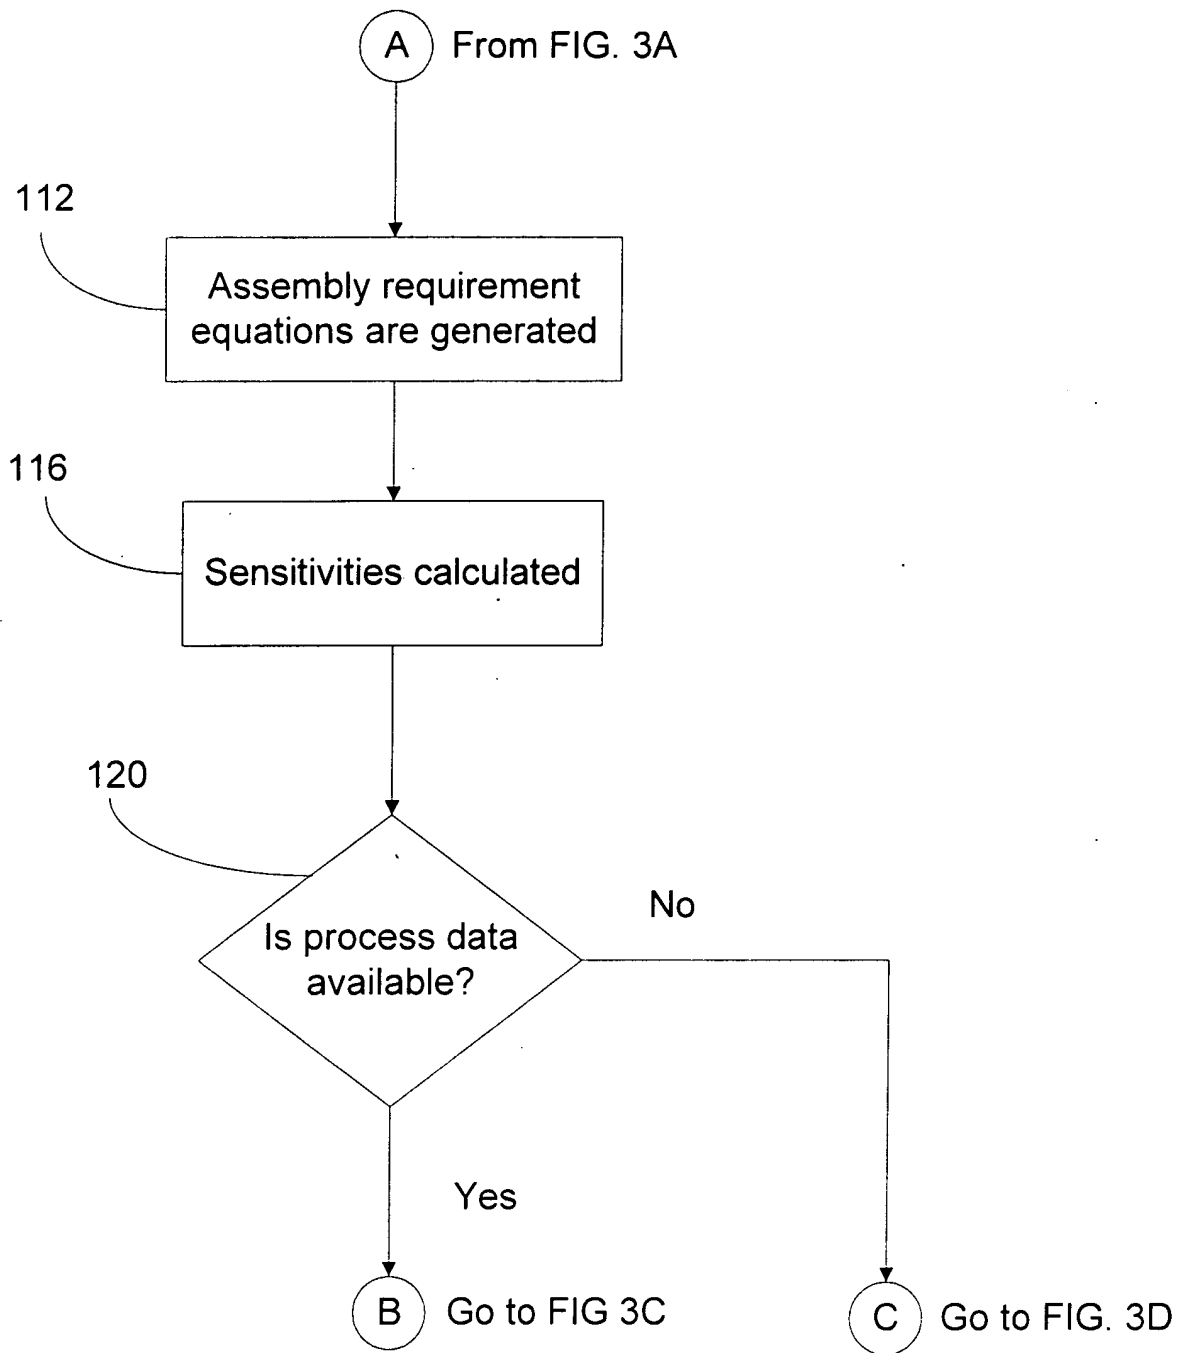 A From FIG. 3A
112
Assembly requirement
equations are generated
116
Sensitivities calculated
120
Is process data
available?
No
Yes
B Go to FIG 3C
C Go to FIG. 3D